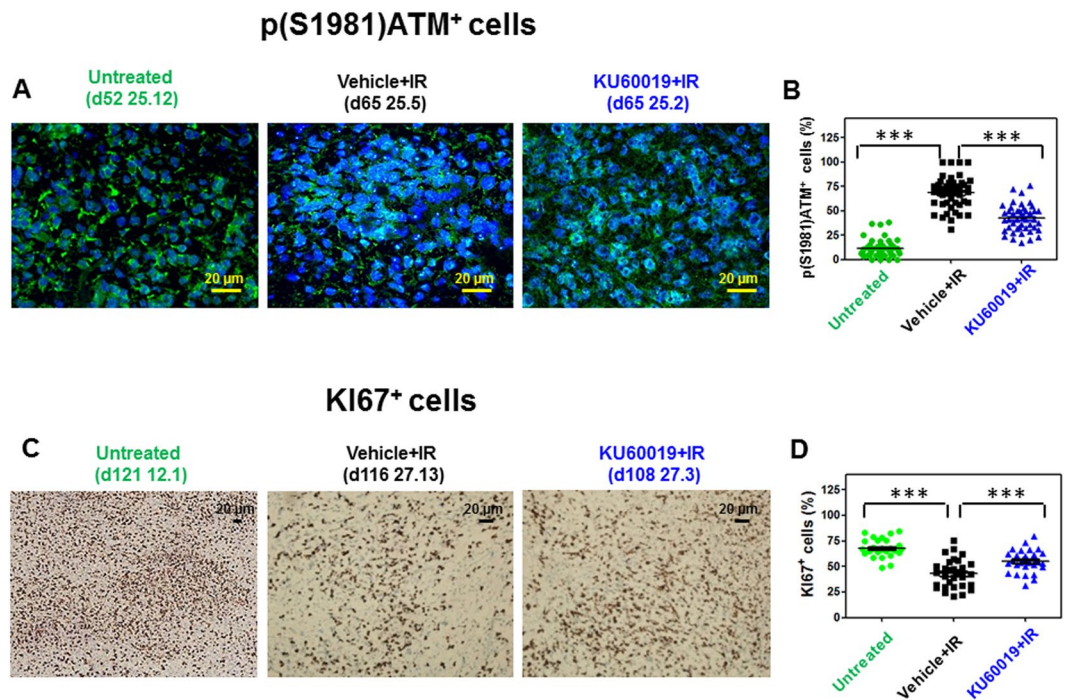 p(S1981)ATM⁺ cells
A
Untreated
(d52 25.12)
Vehicle+IR
(d65 25.5)
KU60019+IR
(d65 25.2)
20 µm
20 µm
20 µm
B
p(S1981)ATM⁺ cells (%)
125
100
75
50
25
0
***
***
Untreated
Vehicle+IR
KU60019+IR
KI67⁺ cells
C
Untreated
(d121 12.1)
Vehicle+IR
(d116 27.13)
KU60019+IR
(d108 27.3)
20 µm
20 µm
20 µm
D
KI67⁺ cells (%)
125
100
75
50
25
0
***
***
Untreated
Vehicle+IR
KU60019+IR